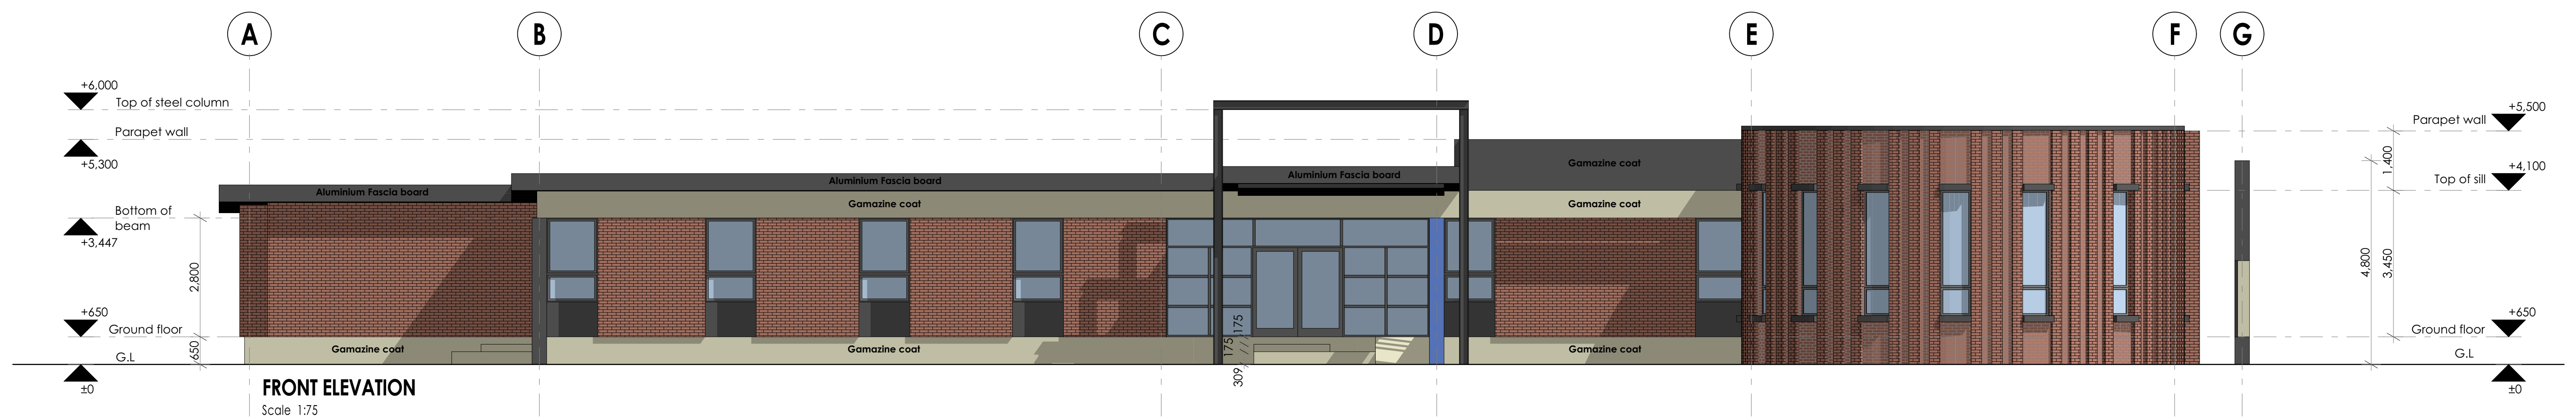 A B C D E F G
+6,000
Top of steel column
Parapet wall
+5,300
Bottom of
beam
+3,447
2,800
+650
Ground floor
650
G.L
±0
Aluminium Fascia board
Aluminium Fascia board
Aluminium Fascia board
Gamazine coat
Gamazine coat
Gamazine coat
Gamazine coat
Gamazine coat
Gamazine coat
175
175
309
+5,500
Parapet wall
1,400
+4,100
Top of sill
4,800
3,450
+650
Ground floor
G.L
±0
FRONT ELEVATION
Scale 1:75